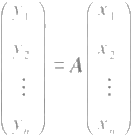 ( y₁ ) ( x₁ )
( y₂ ) ( x₂ )
( ⋮ ) = A ( ⋮ )
( yₙ ) ( xₙ )